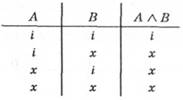 A B A ∧ B
i i i
i x x
x i x
x x x